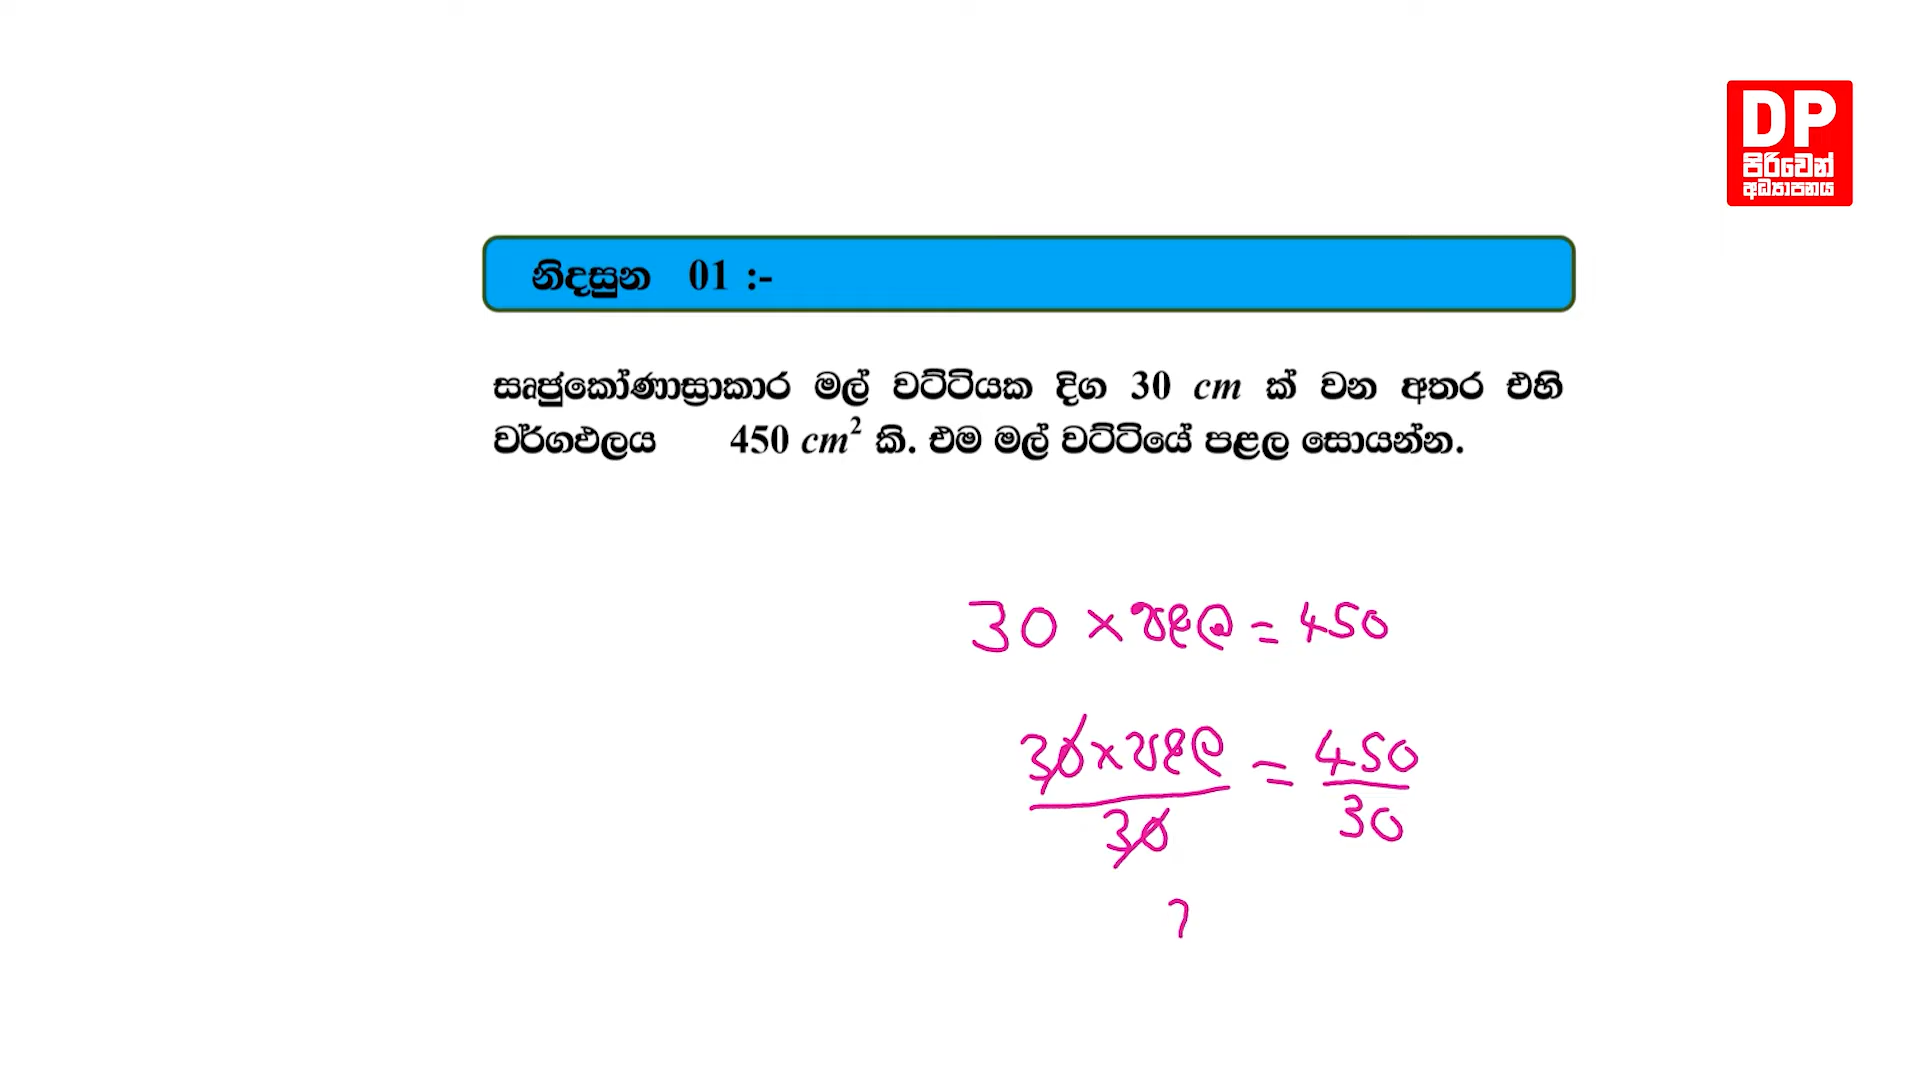 DP
පිරිවෙන්
අධ්‍යාපනය
නිදසුන 01 :-
සෘජුකෝණාස්‍රාකාර මල් වට්ටියක දිග 30 cm ක් වන අතර එහි
වර්ගඵලය 450 cm² කි. එම මල් වට්ටියේ පළල සොයන්න.
30 × පළල = 450
30 × පළල / 30 = 450 / 30